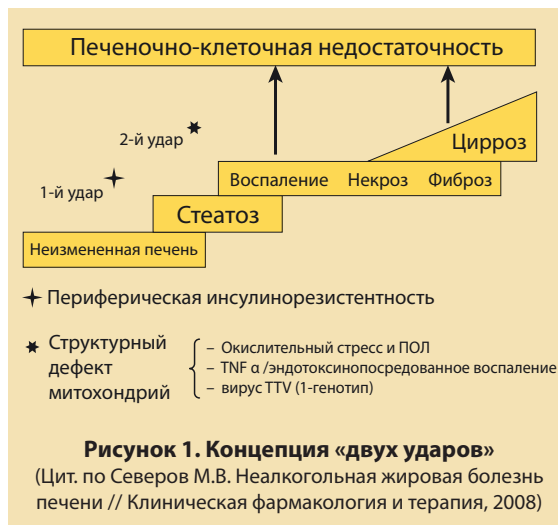 Печеночно-клеточная недостаточность
2-й удар
Цирроз
1-й удар
Воспаление Некроз Фиброз
Стеатоз
Неизмененная печень
Периферическая инсулинорезистентность
Структурный
дефект
митохондрий
– Окислительный стресс и ПОЛ
– TNF α /эндотоксинопосредованное воспаление
– вирус TTV (1-генотип)
Рисунок 1. Концепция «двух ударов»
(Цит. по Северов М.В. Неалкогольная жировая болезнь
печени // Клиническая фармакология и терапия, 2008)